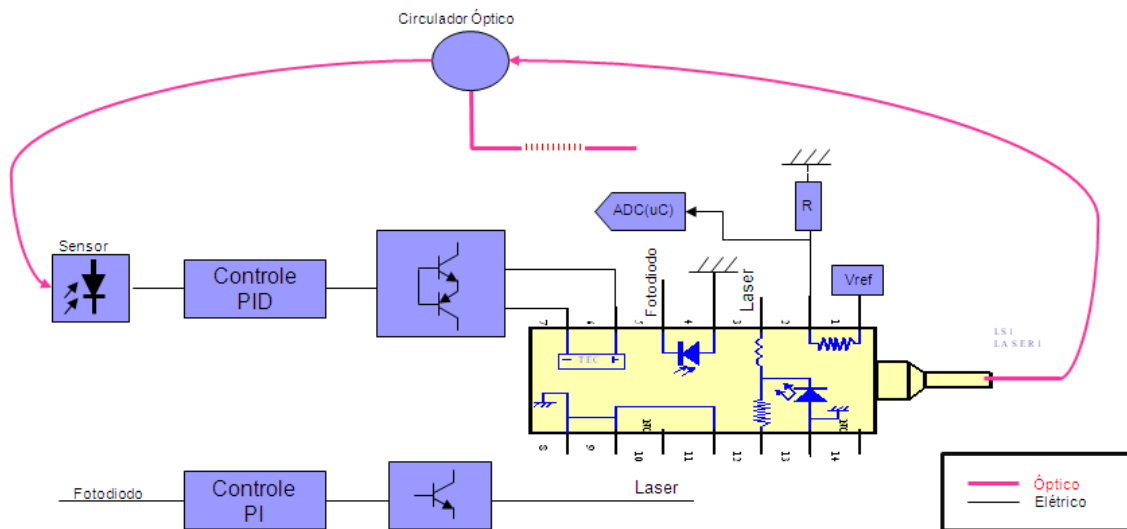 Circulador Óptico
ADC(uC)
R
Sensor
Controle
PID
Fotodiodo
Laser
Vref
7
6
5
4
3
2
1
TEC
LS1
LASER1
8
9
10
11
12
13
14
Fotodiodo
Controle
PI
Laser
Óptico
Elétrico